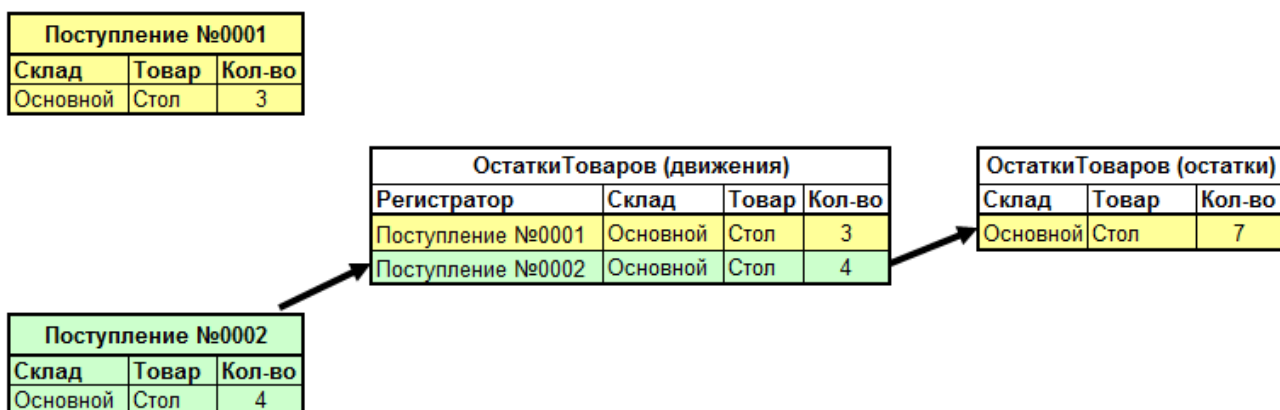 Поступление №0001
Склад Товар Кол-во
Основной Стол 3
ОстаткиТоваров (движения)
Регистратор Склад Товар Кол-во
Поступление №0001 Основной Стол 3
Поступление №0002 Основной Стол 4
ОстаткиТоваров (остатки)
Склад Товар Кол-во
Основной Стол 7
Поступление №0002
Склад Товар Кол-во
Основной Стол 4